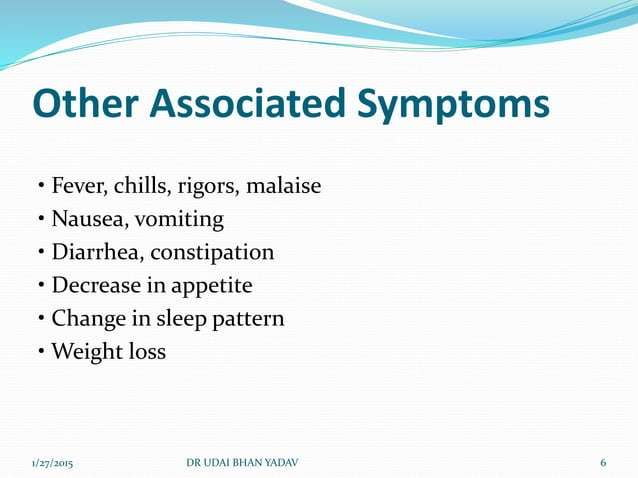 Other Associated Symptoms
• Fever, chills, rigors, malaise
• Nausea, vomiting
• Diarrhea, constipation
• Decrease in appetite
• Change in sleep pattern
• Weight loss
1/27/2015 DR UDAI BHAN YADAV 6